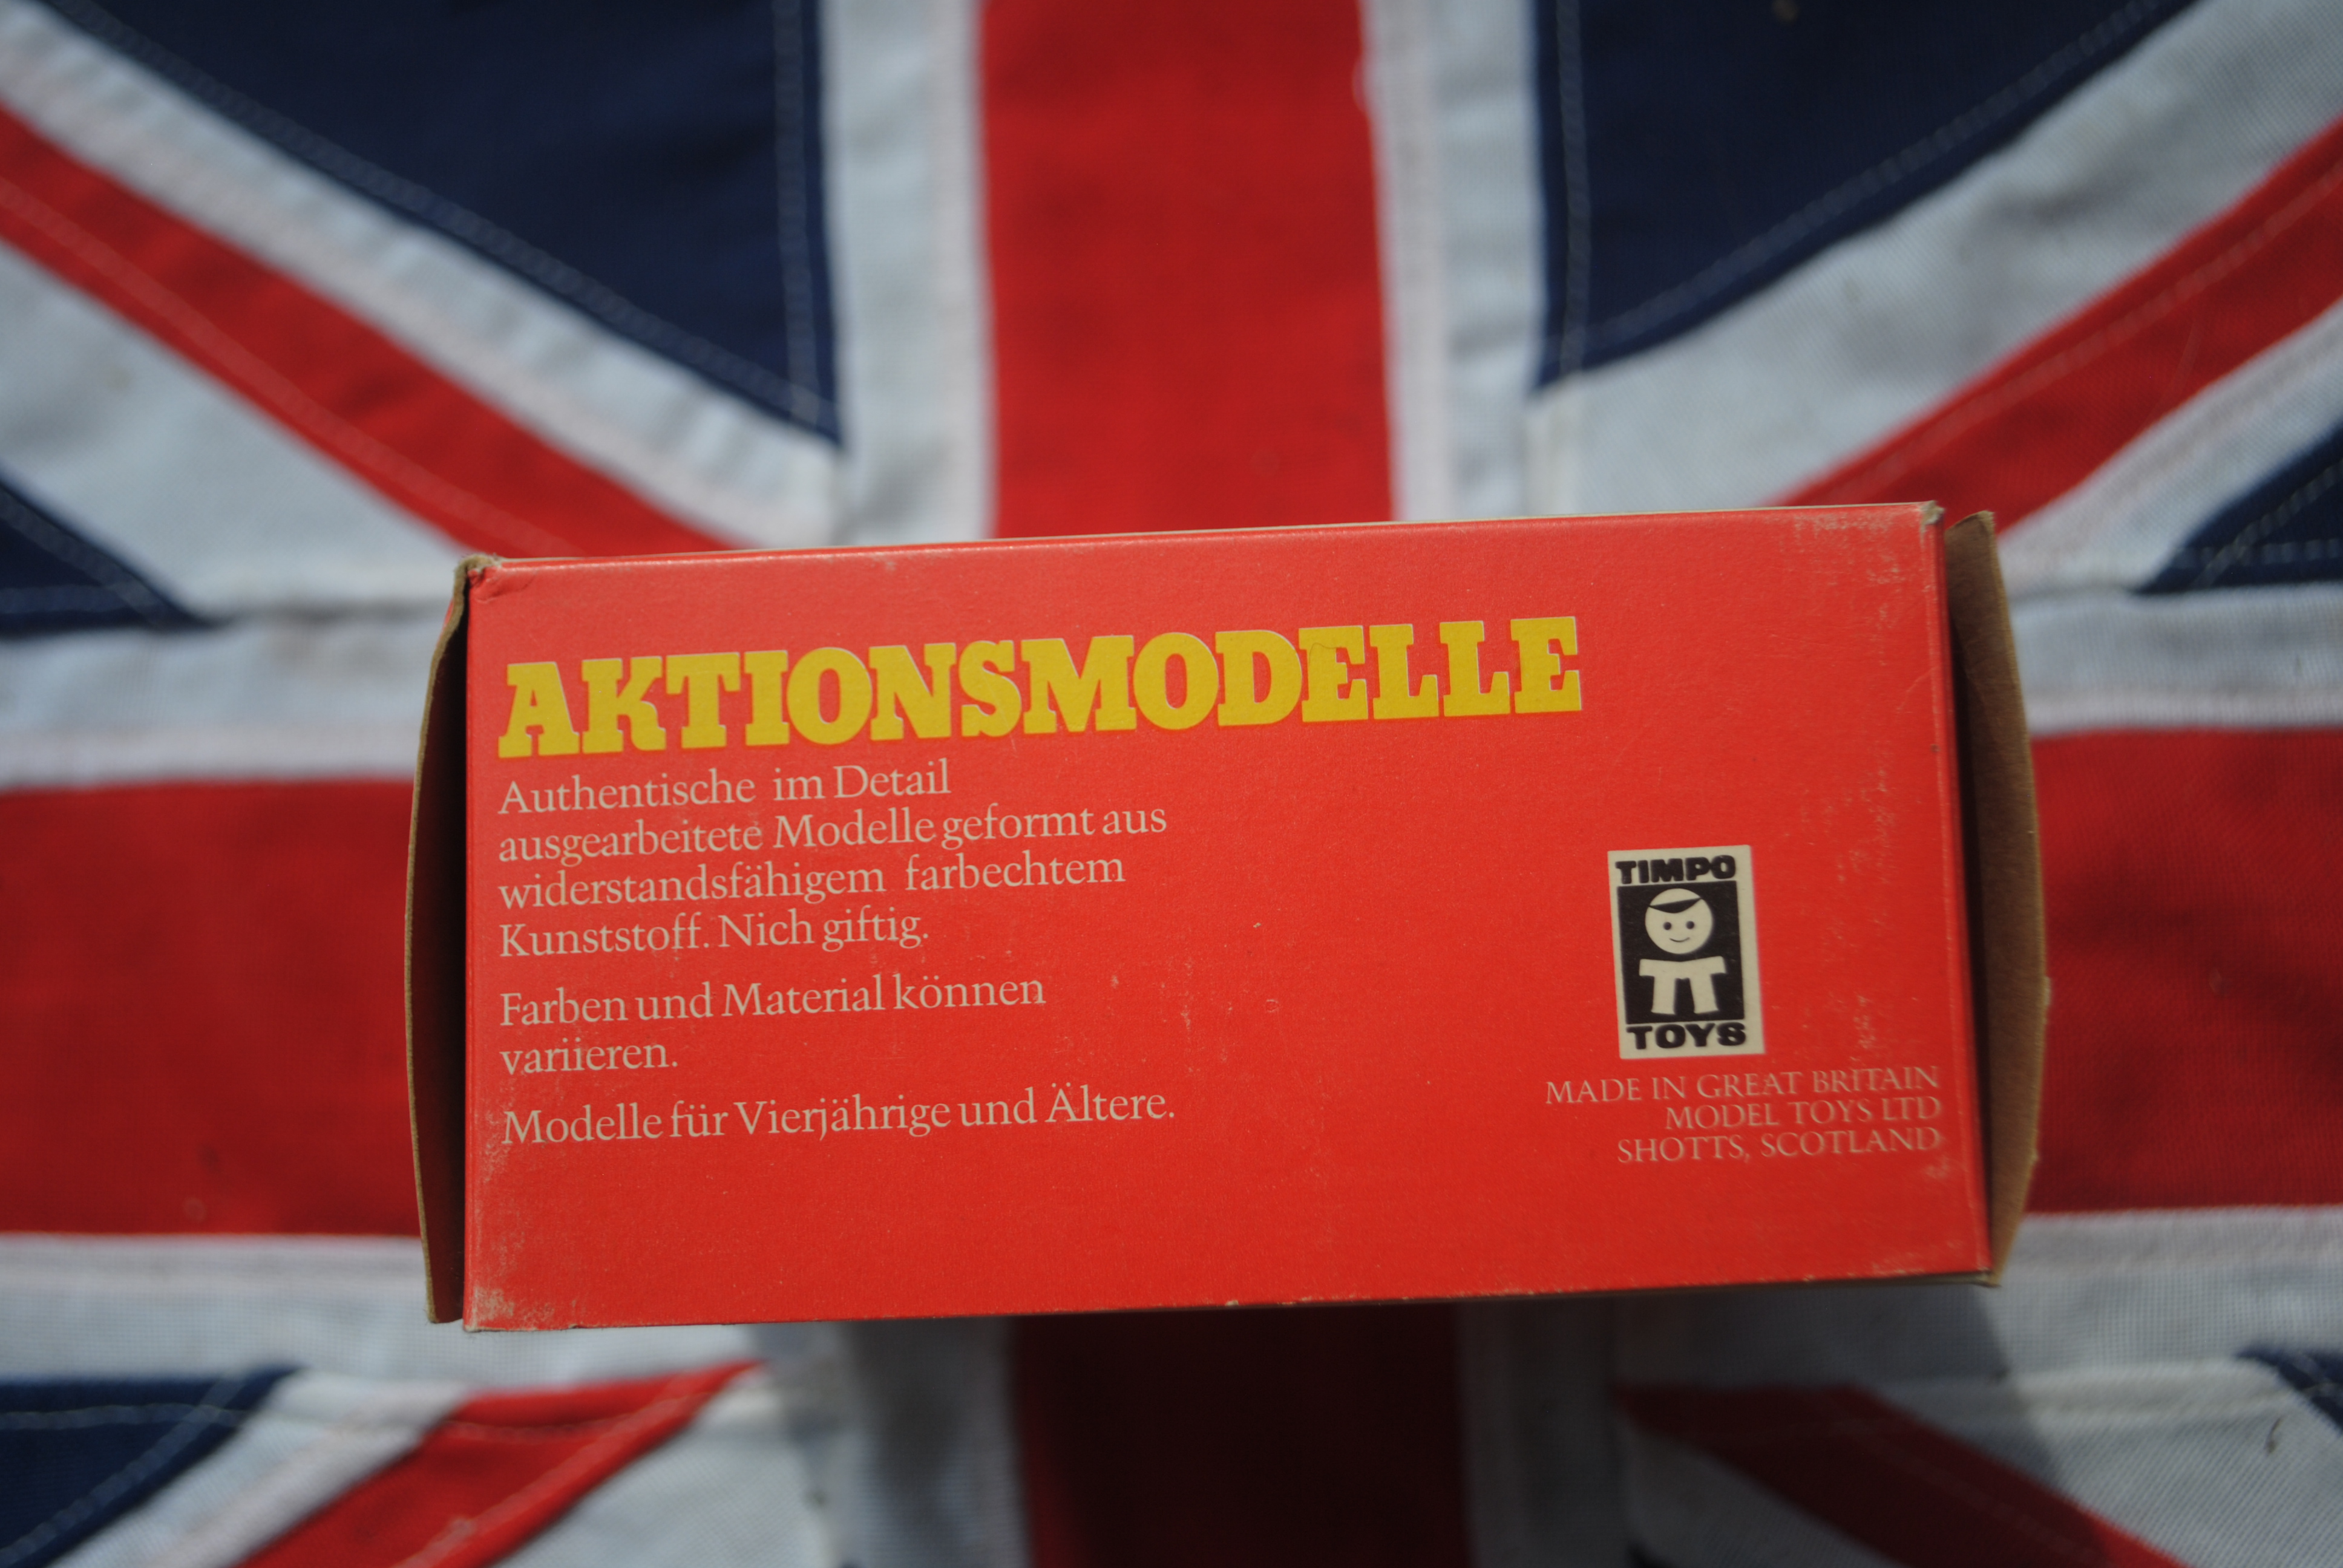 AKTIONSMODELLE
Authentische im Detail
ausgearbeitete Modelle geformt aus
widerstandsfähigem farbechtem
Kunststoff. Nich giftig.
Farben und Material können
variieren.
Modelle für Vierjährige und Ältere.
TIMPO
TOYS
MADE IN GREAT BRITAIN
MODEL TOYS LTD
SHOTTS, SCOTLAND